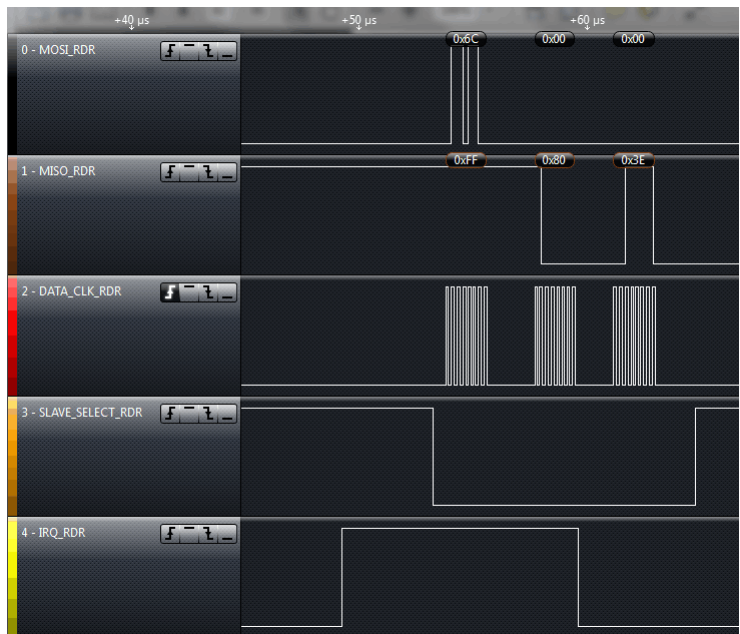 +40 µs +50 µs +60 µs
0 - MOSI_RDR 0x6C 0x00 0x00
1 - MISO_RDR 0xFF 0x80 0x3E
2 - DATA_CLK_RDR
3 - SLAVE_SELECT_RDR
4 - IRQ_RDR